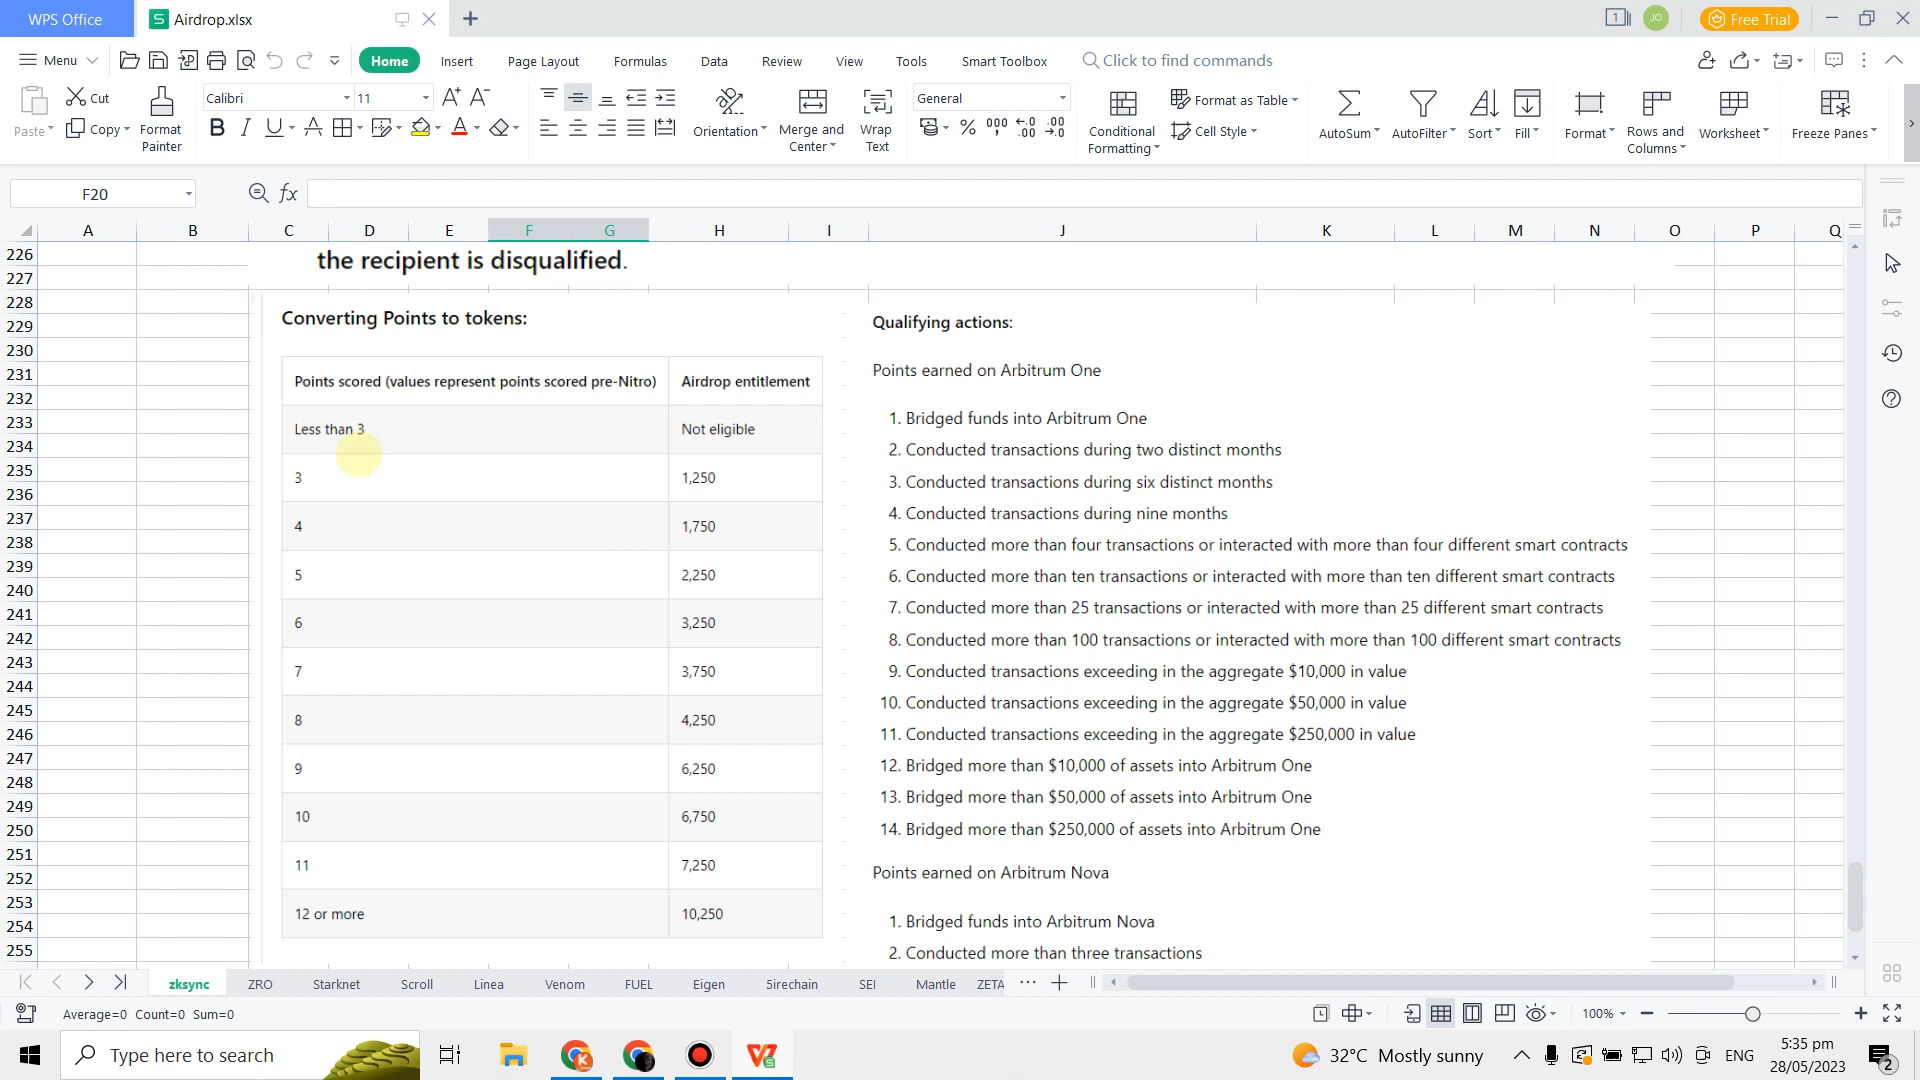 WPS Office
S Airdrop.xlsx
1
JO
Free Trial
Menu
Home
Insert
Page Layout
Formulas
Data
Review
View
Tools
Smart Toolbox
Click to find commands
Paste
Cut
Copy
Format
Painter
Calibri
11
Orientation
Merge and
Center
Wrap
Text
General
Conditional
Formatting
Format as Table
Cell Style
AutoSum
AutoFilter
Sort
Fill
Format
Rows and
Columns
Worksheet
Freeze Panes
F20
fx
A B C D E F G H I J K L M N O P Q
226
227
228
229
230
231
232
233
234
235
236
237
238
239
240
241
242
243
244
245
246
247
248
249
250
251
252
253
254
255
the recipient is disqualified.
Converting Points to tokens:
Points scored (values represent points scored pre-Nitro) Airdrop entitlement
Less than 3 Not eligible
3 1,250
4 1,750
5 2,250
6 3,250
7 3,750
8 4,250
9 6,250
10 6,750
11 7,250
12 or more 10,250
Qualifying actions:
Points earned on Arbitrum One
1. Bridged funds into Arbitrum One
2. Conducted transactions during two distinct months
3. Conducted transactions during six distinct months
4. Conducted transactions during nine months
5. Conducted more than four transactions or interacted with more than four different smart contracts
6. Conducted more than ten transactions or interacted with more than ten different smart contracts
7. Conducted more than 25 transactions or interacted with more than 25 different smart contracts
8. Conducted more than 100 transactions or interacted with more than 100 different smart contracts
9. Conducted transactions exceeding in the aggregate $10,000 in value
10. Conducted transactions exceeding in the aggregate $50,000 in value
11. Conducted transactions exceeding in the aggregate $250,000 in value
12. Bridged more than $10,000 of assets into Arbitrum One
13. Bridged more than $50,000 of assets into Arbitrum One
14. Bridged more than $250,000 of assets into Arbitrum One
Points earned on Arbitrum Nova
1. Bridged funds into Arbitrum Nova
2. Conducted more than three transactions
zksync ZRO Starknet Scroll Linea Venom FUEL Eigen 5irechain SEI Mantle ZETA
Average=0 Count=0 Sum=0
100%
Type here to search
32°C Mostly sunny
ENG
5:35 pm
28/05/2023
2